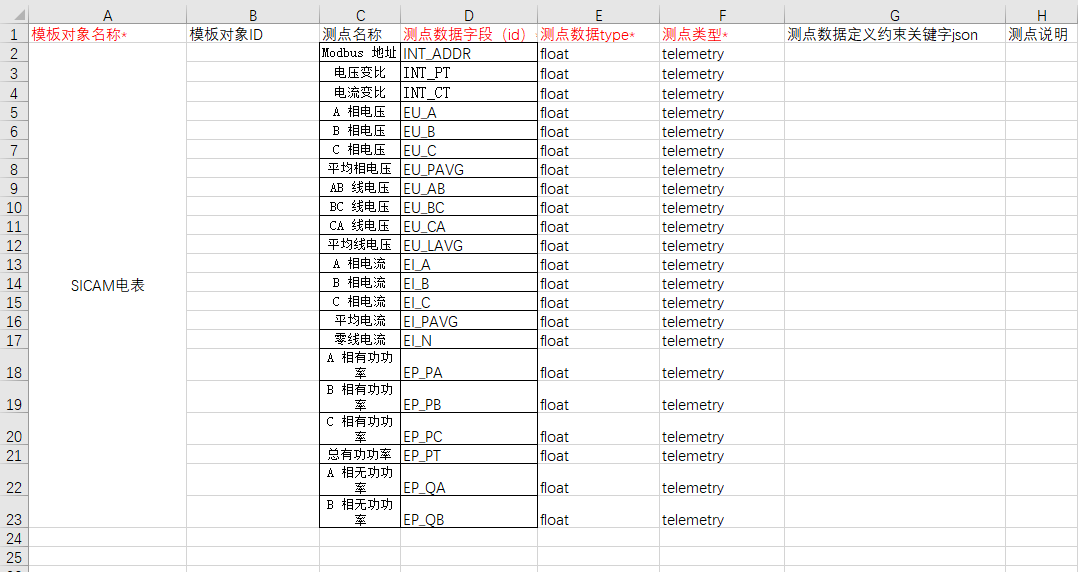 A B C D E F G H
1 模板对象名称* 模板对象ID 测点名称 测点数据字段（id） 测点数据type* 测点类型* 测点数据定义约束关键字json 测点说明
2 Modbus 地址 INT_ADDR float telemetry
3 电压变比 INT_PT float telemetry
4 电流变比 INT_CT float telemetry
5 A 相电压 EU_A float telemetry
6 B 相电压 EU_B float telemetry
7 C 相电压 EU_C float telemetry
8 平均相电压 EU_PAVG float telemetry
9 AB 线电压 EU_AB float telemetry
10 BC 线电压 EU_BC float telemetry
11 CA 线电压 EU_CA float telemetry
12 平均线电压 EU_LAVG float telemetry
13 A 相电流 EI_A float telemetry
14 SICAM电表 B 相电流 EI_B float telemetry
15 C 相电流 EI_C float telemetry
16 平均电流 EI_PAVG float telemetry
17 零线电流 EI_N float telemetry
A 相有功功
18 率 EP_PA float telemetry
B 相有功功
19 率 EP_PB float telemetry
C 相有功功
20 率 EP_PC float telemetry
21 总有功功率 EP_PT float telemetry
A 相无功功
22 率 EP_QA float telemetry
B 相无功功
23 率 EP_QB float telemetry
24
25